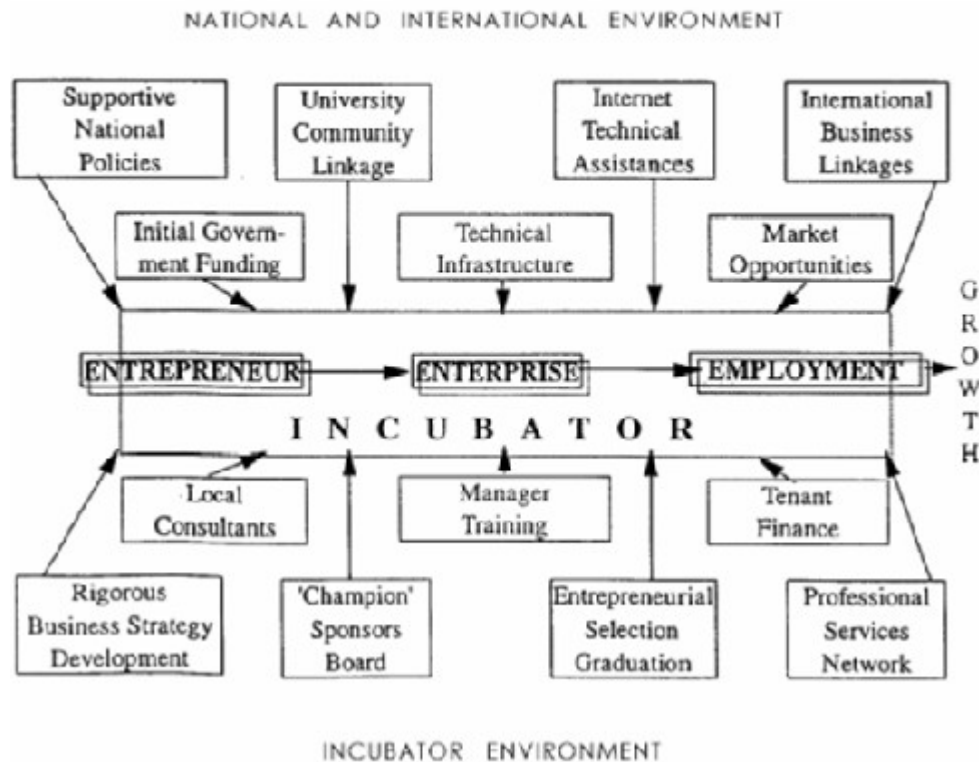 NATIONAL AND INTERNATIONAL ENVIRONMENT
Supportive
National
Policies
University
Community
Linkage
Internet
Technical
Assistances
International
Business
Linkages
Initial Govern-
ment Funding
Technical
Infrastructure
Market
Opportunities
ENTREPRENEUR
ENTERPRISE
EMPLOYMENT
GROWTH
INCUBATOR
Local
Consultants
Manager
Training
Tenant
Finance
Rigorous
Business Strategy
Development
'Champion'
Sponsors
Board
Entrepreneurial
Selection
Graduation
Professional
Services
Network
INCUBATOR ENVIRONMENT